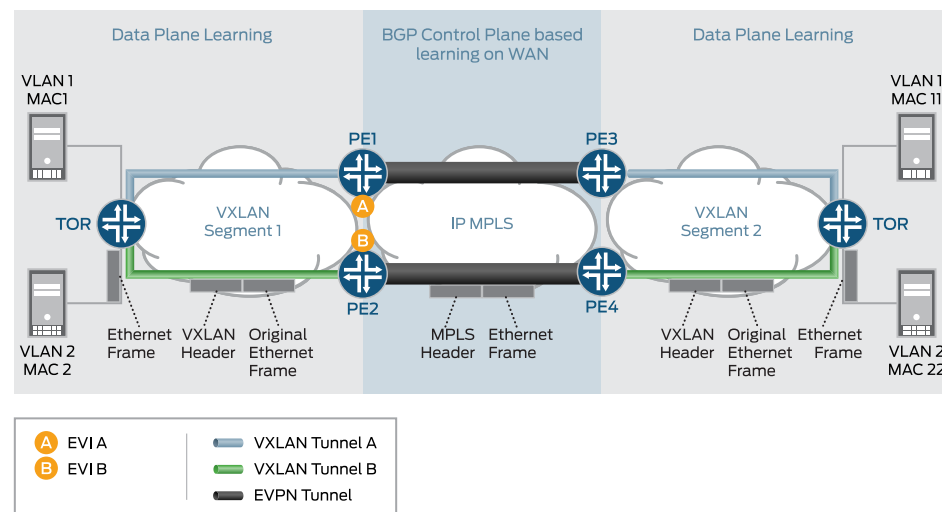 Data Plane Learning
BGP Control Plane based
learning on WAN
Data Plane Learning
VLAN 1
MAC1
VLAN 1
MAC 11
PE1
PE3
A
TOR
VXLAN
Segment 1
IP MPLS
VXLAN
Segment 2
TOR
B
PE2
PE4
Ethernet
Frame
VXLAN
Header
Original
Ethernet
Frame
MPLS
Header
Ethernet
Frame
VXLAN
Header
Original
Ethernet
Frame
Ethernet
Frame
VLAN 2
MAC 2
VLAN 2
MAC 22
A EVI A
B EVI B
VXLAN Tunnel A
VXLAN Tunnel B
EVPN Tunnel